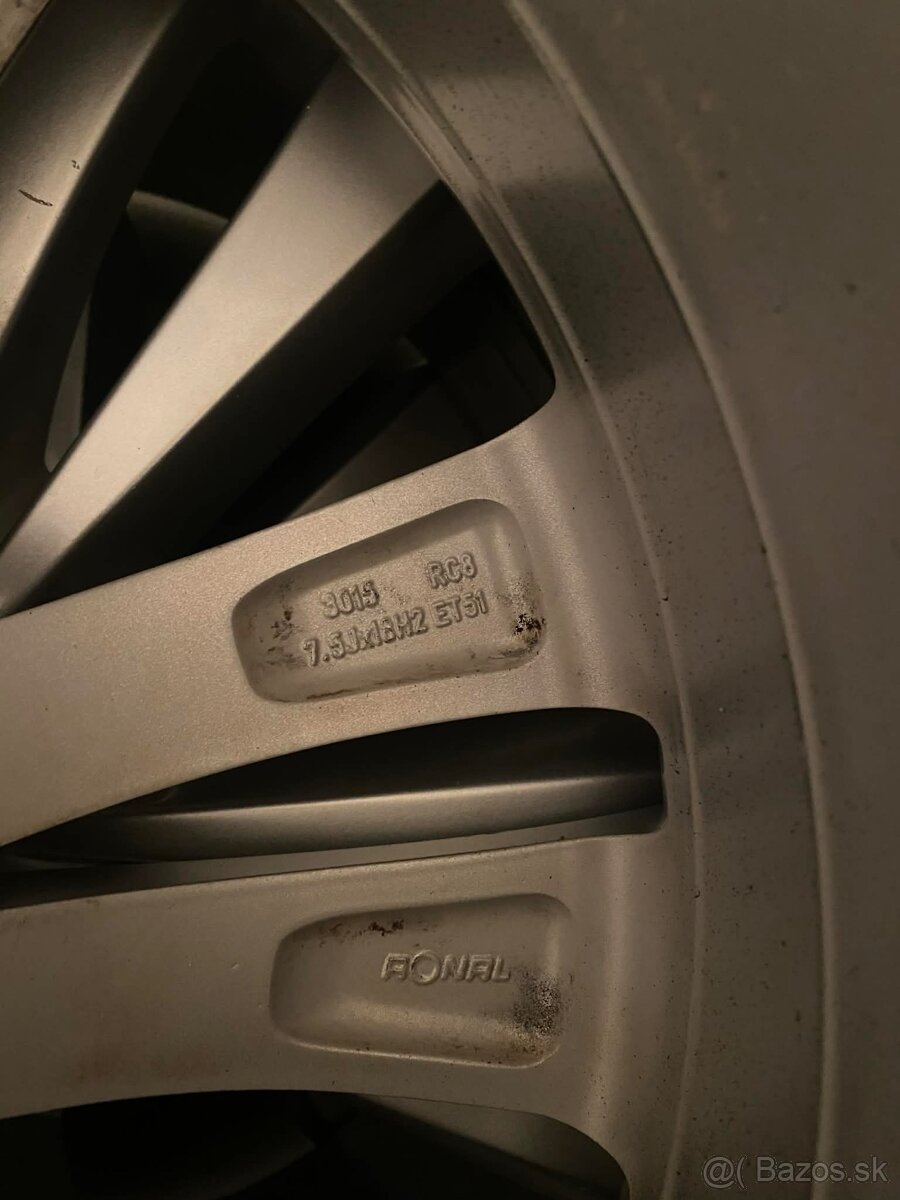 3015 RC8
7.5Jx18H2 ET51
RONAL
@( Bazos.sk